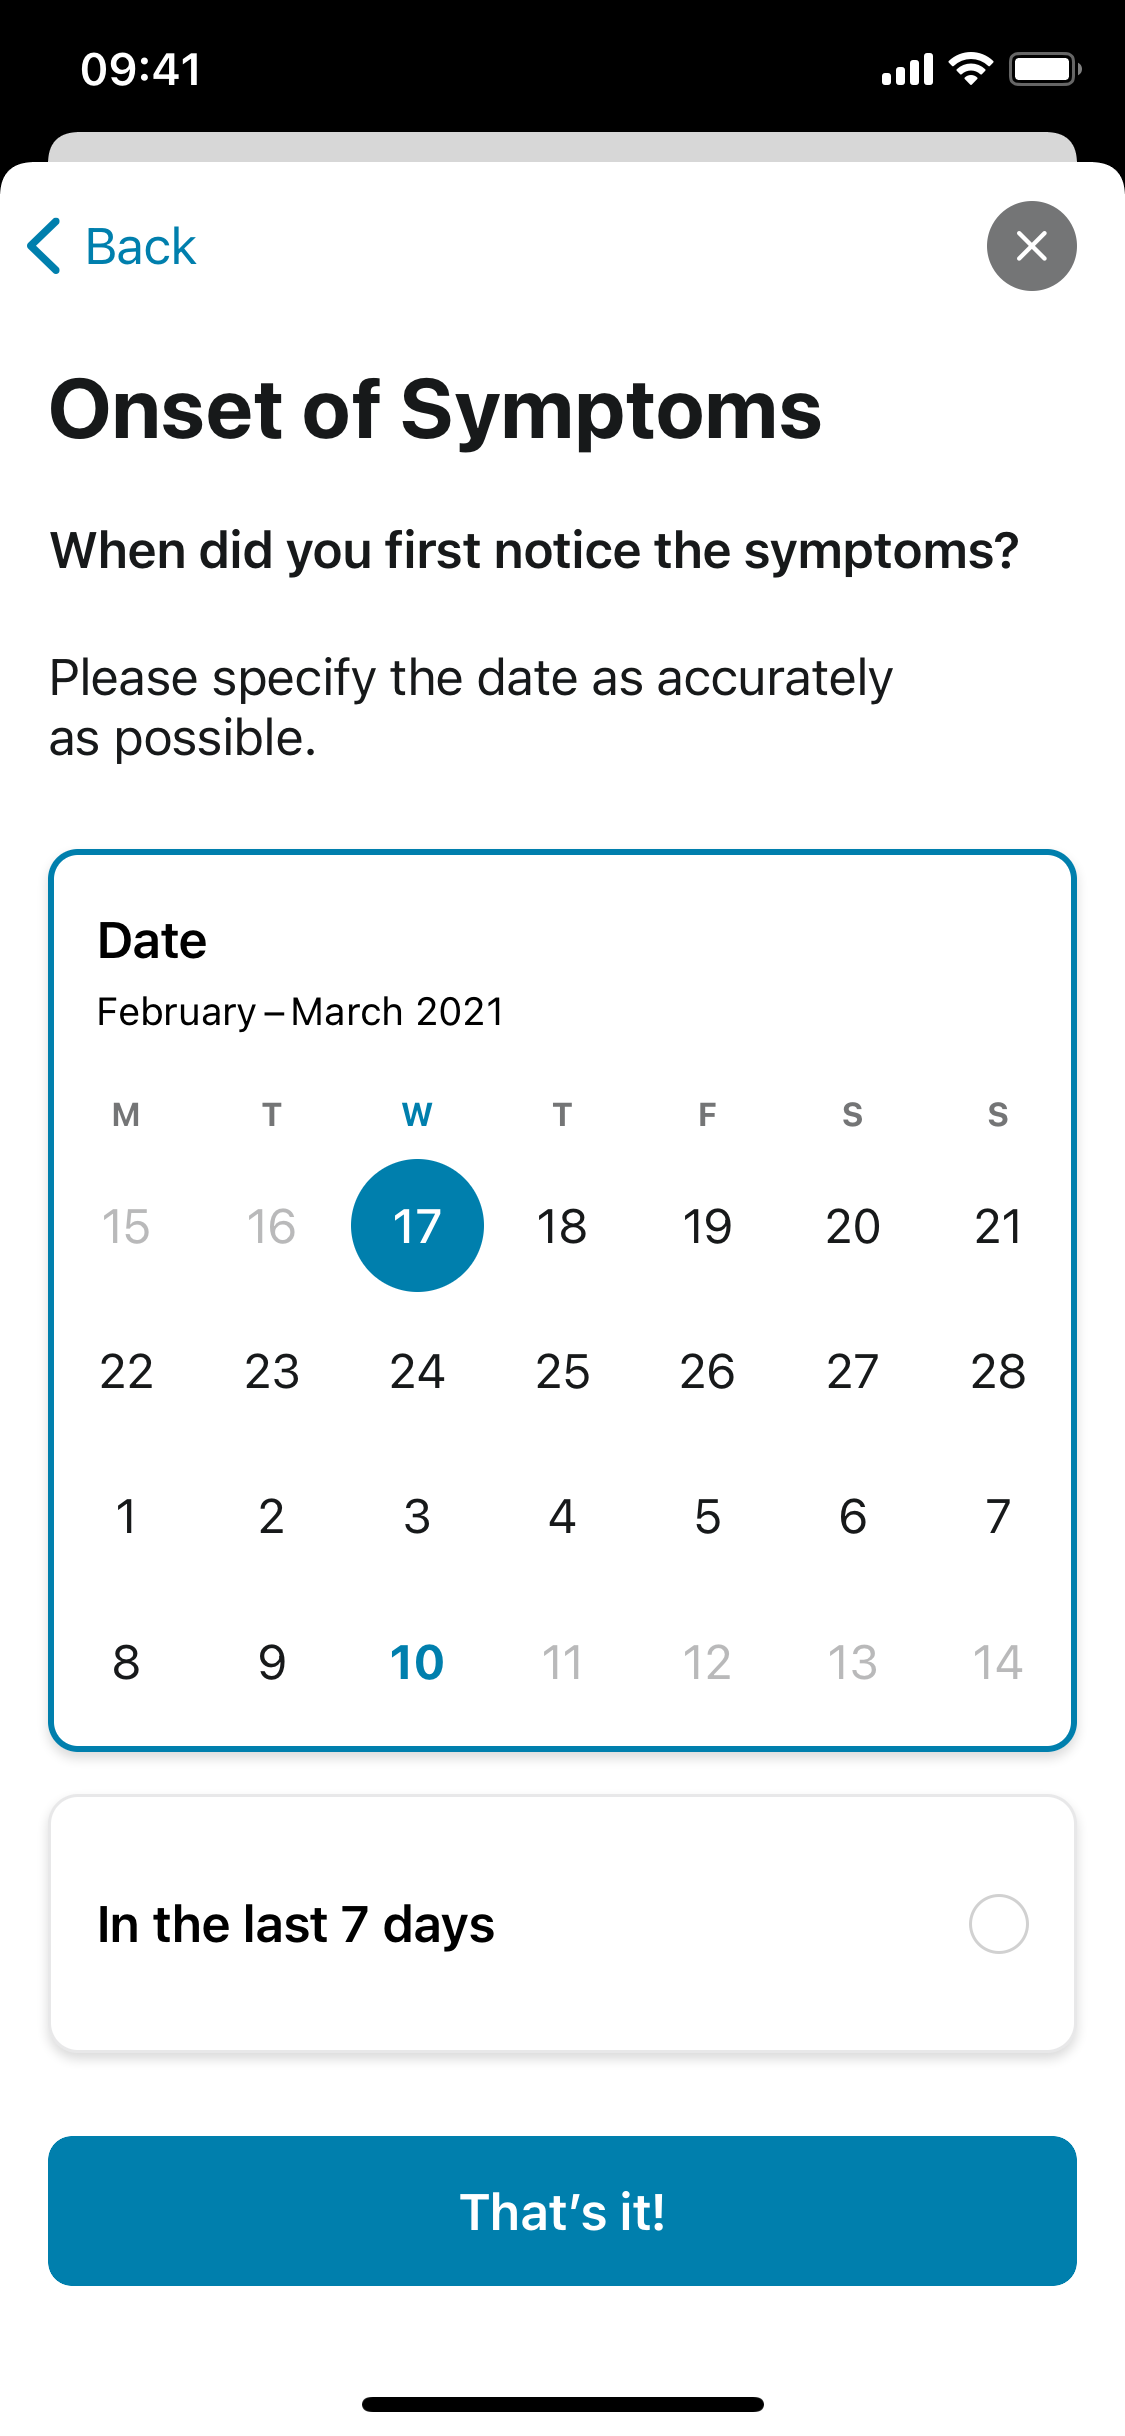 09:41
Back
Onset of Symptoms
When did you first notice the symptoms?
Please specify the date as accurately
as possible.
Date
February – March 2021
M T W T F S S
15 16 17 18 19 20 21
22 23 24 25 26 27 28
1 2 3 4 5 6 7
8 9 10 11 12 13 14
In the last 7 days
That’s it!